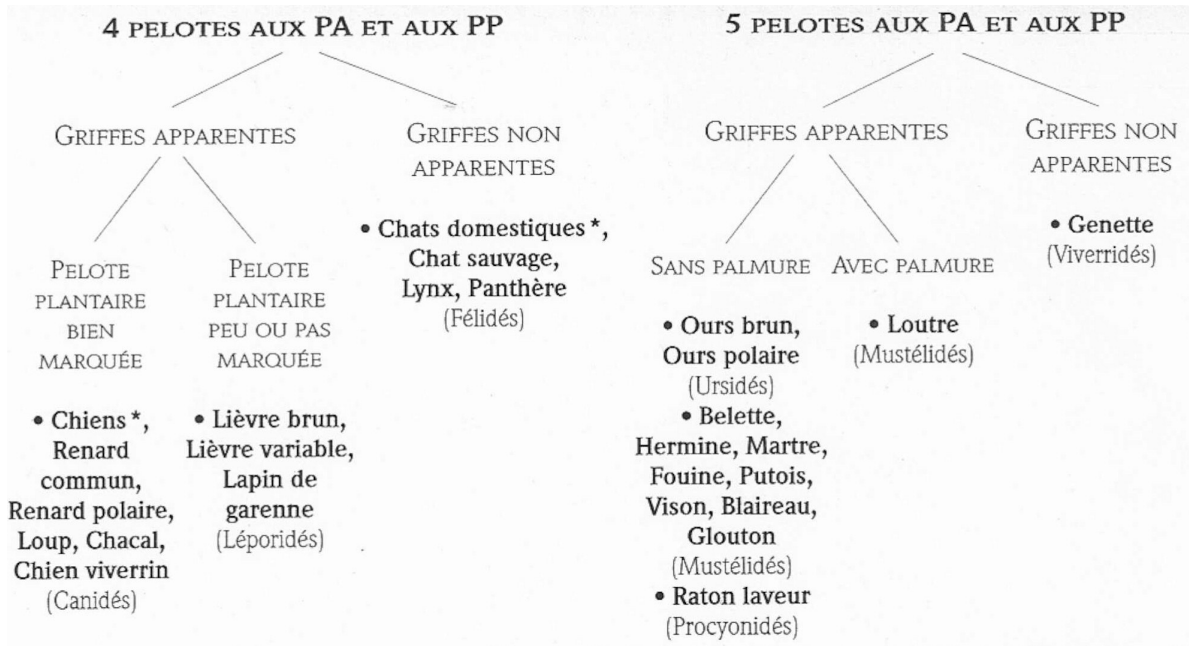 4 PELOTES AUX PA ET AUX PP
GRIFFES APPARENTES
PELOTE
PLANTAIRE
BIEN
MARQUÉE
• Chiens*,
Renard
commun,
Renard polaire,
Loup, Chacal,
Chien viverrin
(Canidés)
PELOTE
PLANTAIRE
PEU OU PAS
MARQUÉE
• Lièvre brun,
Lièvre variable,
Lapin de
garenne
(Léporidés)
GRIFFES NON
APPARENTES
• Chats domestiques*,
Chat sauvage,
Lynx, Panthère
(Félidés)
5 PELOTES AUX PA ET AUX PP
GRIFFES APPARENTES
SANS PALMURE
• Ours brun,
Ours polaire
(Ursidés)
• Belette,
Hermine, Martre,
Fouine, Putois,
Vison, Blaireau,
Glouton
(Mustélidés)
• Raton laveur
(Procyonidés)
AVEC PALMURE
• Loutre
(Mustélidés)
GRIFFES NON
APPARENTES
• Genette
(Viverridés)